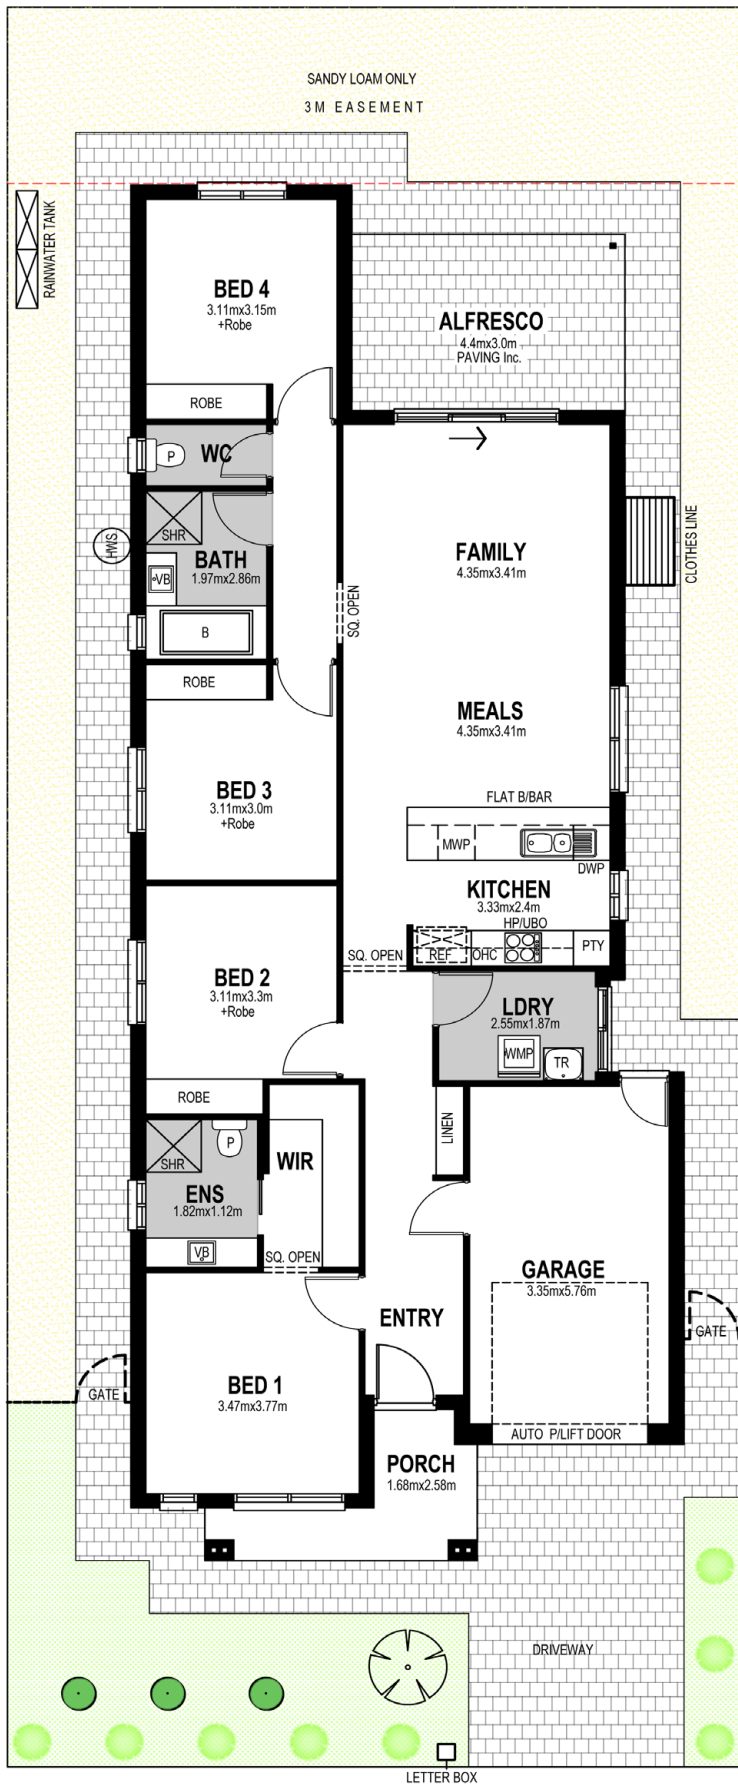 SANDY LOAM ONLY
3M EASEMENT
RAINWATER TANK
BED 4
3.11mx3.15m
+Robe
ALFRESCO
4.4mx3.0m
PAVING Inc.
ROBE
P
WC
SHR
BATH
1.97mx2.86m
VB
B
HWS
FAMILY
4.35mx3.41m
CLOTHES LINE
SQ. OPEN
ROBE
MEALS
4.35mx3.41m
BED 3
3.11mx3.0m
+Robe
FLAT B/BAR
MWP
DWP
KITCHEN
3.33mx2.4m
HP/UBO
REF
OHC
PTY
SQ. OPEN
BED 2
3.11mx3.3m
+Robe
LDRY
2.55mx1.87m
WMP
TR
ROBE
LINEN
P
SHR
WIR
ENS
1.82mx1.12m
VB
SQ. OPEN
GARAGE
3.35mx5.76m
ENTRY
GATE
GATE
BED 1
3.47mx3.77m
AUTO P/LIFT DOOR
PORCH
1.68mx2.58m
DRIVEWAY
LETTER BOX